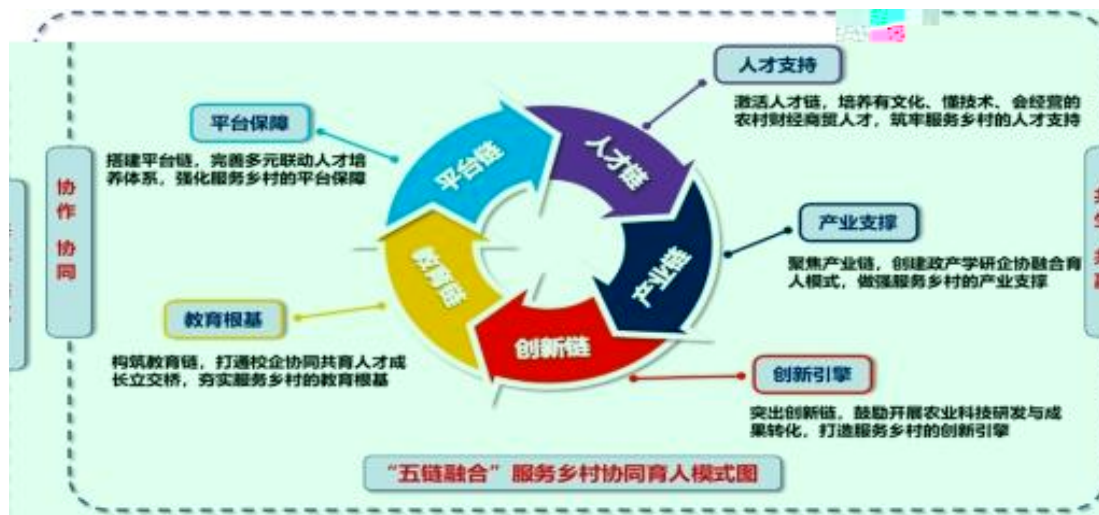 人才支持
激活人才链，培养有文化、懂技术、会经营的
农村财经商贸人才，筑牢服务乡村的人才支持
平台保障
搭建平台链，完善多元联动人才培
养体系，强化服务乡村的平台保障
协作 协同
平台链
人才链
产业链
创新链
教育链
产业支撑
聚焦产业链，创建政产学研企协融合育
人模式，做强服务乡村的产业支撑
教育根基
构筑教育链，打通校企协同共育人才成
长立交桥，夯实服务乡村的教育根基
创新引擎
突出创新链，鼓励开展农业科技研发与成
果转化，打造服务乡村的创新引擎
“五链融合”服务乡村协同育人模式图